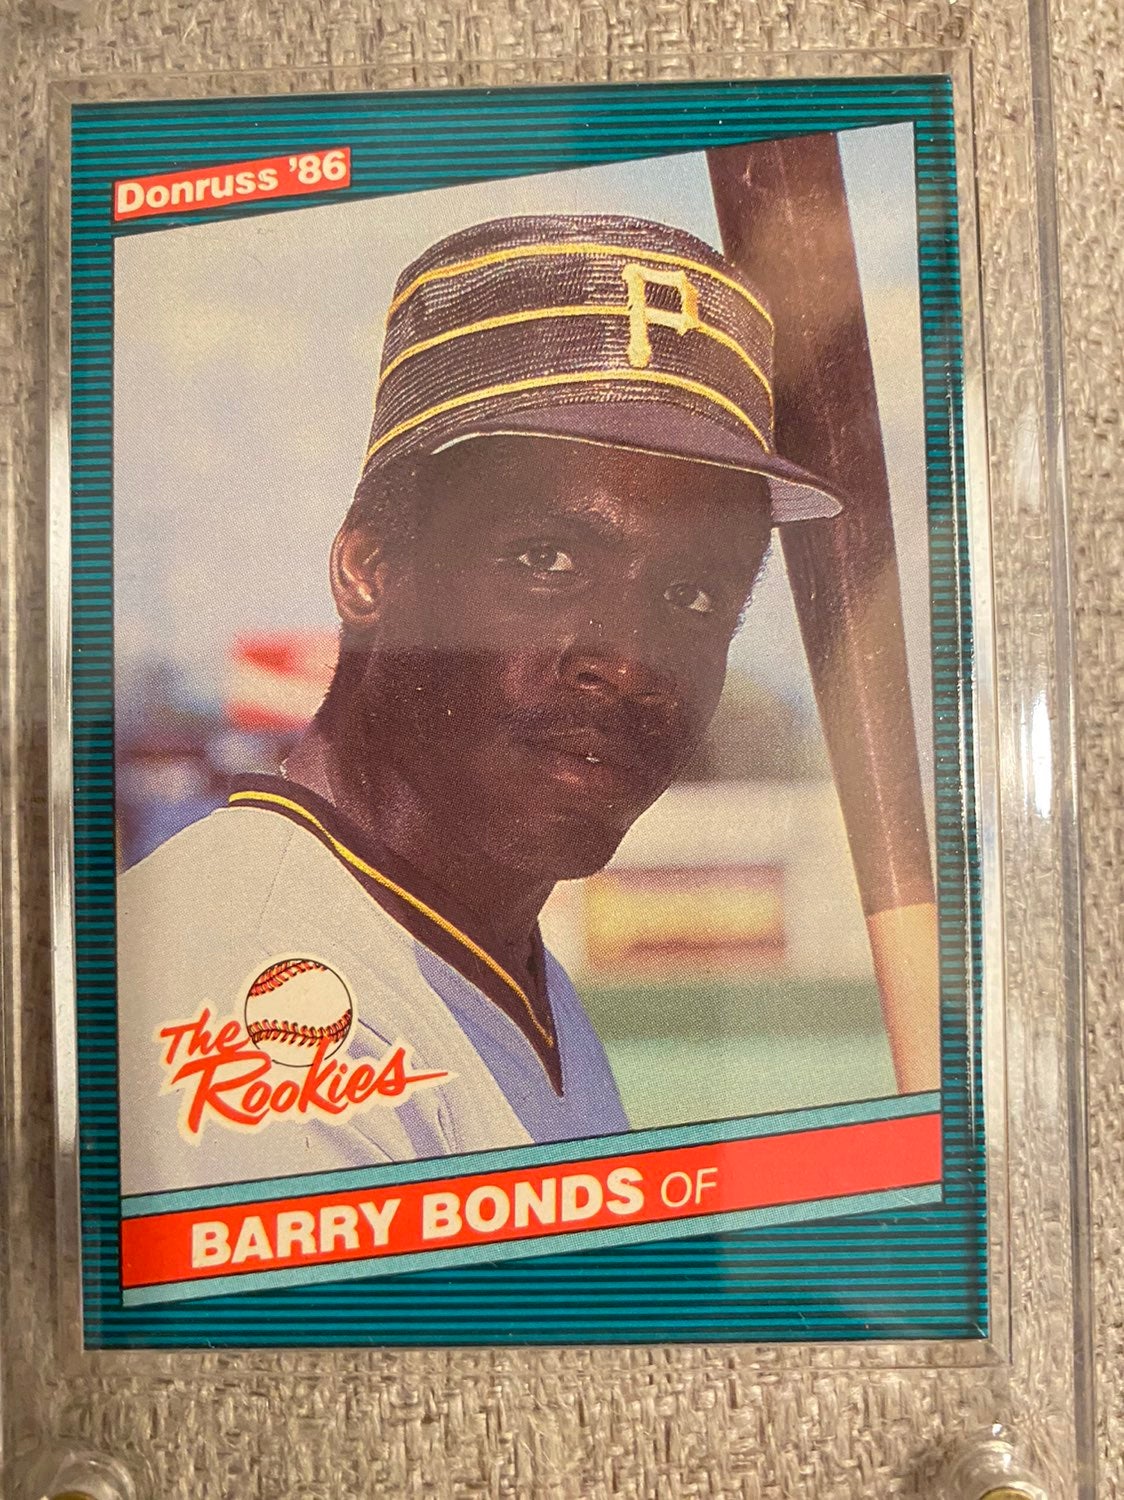 Donruss '86
P
The
Rookies
BARRY BONDS OF